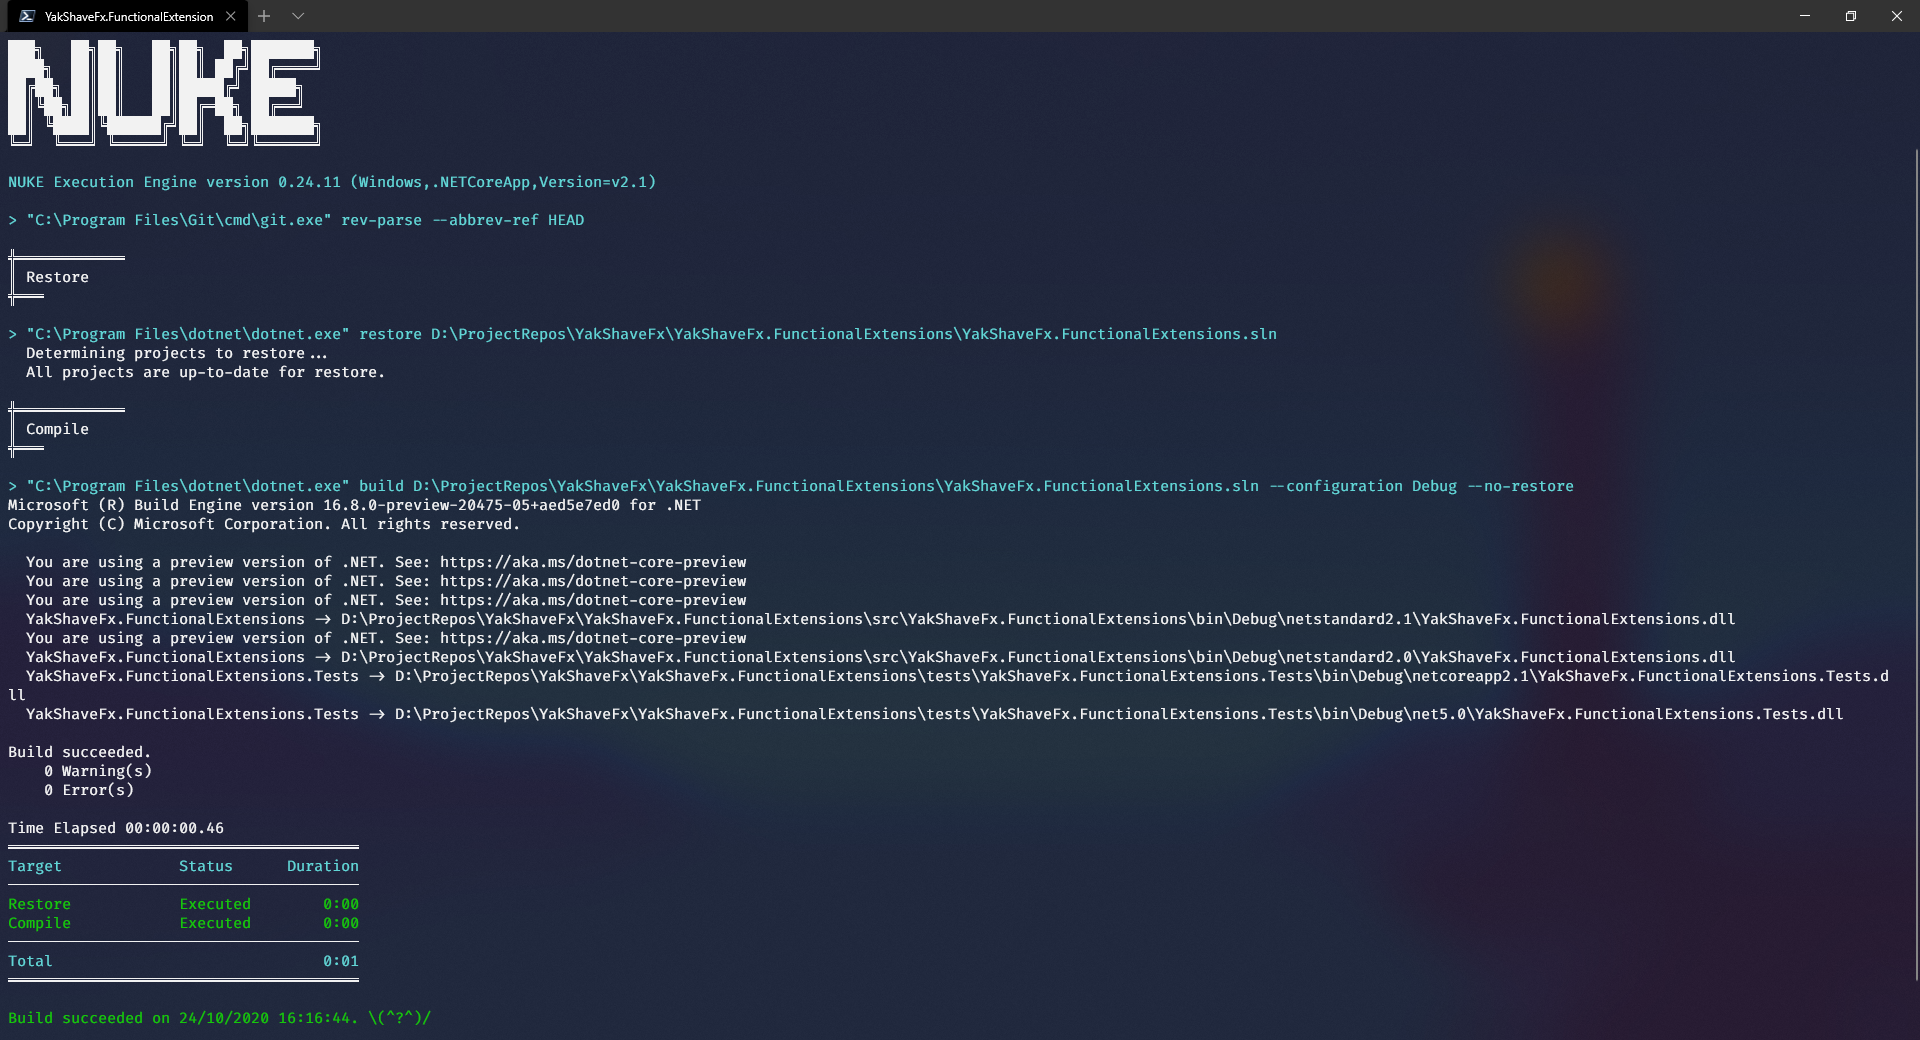 YakShaveFx.FunctionalExtension
NUKE
NUKE Execution Engine version 0.24.11 (Windows,.NETCoreApp,Version=v2.1)
> "C:\Program Files\Git\cmd\git.exe" rev-parse --abbrev-ref HEAD
Restore
> "C:\Program Files\dotnet\dotnet.exe" restore D:\ProjectRepos\YakShaveFx\YakShaveFx.FunctionalExtensions\YakShaveFx.FunctionalExtensions.sln
Determining projects to restore...
All projects are up-to-date for restore.
Compile
> "C:\Program Files\dotnet\dotnet.exe" build D:\ProjectRepos\YakShaveFx\YakShaveFx.FunctionalExtensions\YakShaveFx.FunctionalExtensions.sln --configuration Debug --no-restore
Microsoft (R) Build Engine version 16.8.0-preview-20475-05+aed5e7ed0 for .NET
Copyright (C) Microsoft Corporation. All rights reserved.
You are using a preview version of .NET. See: https://aka.ms/dotnet-core-preview
You are using a preview version of .NET. See: https://aka.ms/dotnet-core-preview
You are using a preview version of .NET. See: https://aka.ms/dotnet-core-preview
YakShaveFx.FunctionalExtensions -> D:\ProjectRepos\YakShaveFx\YakShaveFx.FunctionalExtensions\src\YakShaveFx.FunctionalExtensions\bin\Debug\netstandard2.1\YakShaveFx.FunctionalExtensions.dll
You are using a preview version of .NET. See: https://aka.ms/dotnet-core-preview
YakShaveFx.FunctionalExtensions -> D:\ProjectRepos\YakShaveFx\YakShaveFx.FunctionalExtensions\src\YakShaveFx.FunctionalExtensions\bin\Debug\netstandard2.0\YakShaveFx.FunctionalExtensions.dll
YakShaveFx.FunctionalExtensions.Tests -> D:\ProjectRepos\YakShaveFx\YakShaveFx.FunctionalExtensions\tests\YakShaveFx.FunctionalExtensions.Tests\bin\Debug\netcoreapp2.1\YakShaveFx.FunctionalExtensions.Tests.d
ll
YakShaveFx.FunctionalExtensions.Tests -> D:\ProjectRepos\YakShaveFx\YakShaveFx.FunctionalExtensions\tests\YakShaveFx.FunctionalExtensions.Tests\bin\Debug\net5.0\YakShaveFx.FunctionalExtensions.Tests.dll
Build succeeded.
0 Warning(s)
0 Error(s)
Time Elapsed 00:00:00.46
Target Status Duration
Restore Executed 0:00
Compile Executed 0:00
Total 0:01
Build succeeded on 24/10/2020 16:16:44. \(^?^)/